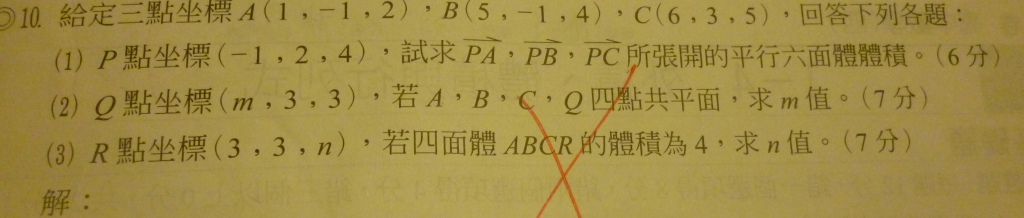 ◎10. 給定三點坐標 A(1,-1,2),B(5,-1,4),C(6,3,5),回答下列各題:
(1) P 點坐標(-1,2,4),試求 PA,PB,PC 所張開的平行六面體體積。(6 分)
(2) Q 點坐標(m,3,3),若 A,B,C,Q 四點共平面,求 m 值。(7 分)
(3) R 點坐標(3,3,n),若四面體 ABCR 的體積為 4,求 n 值。(7 分)
解: